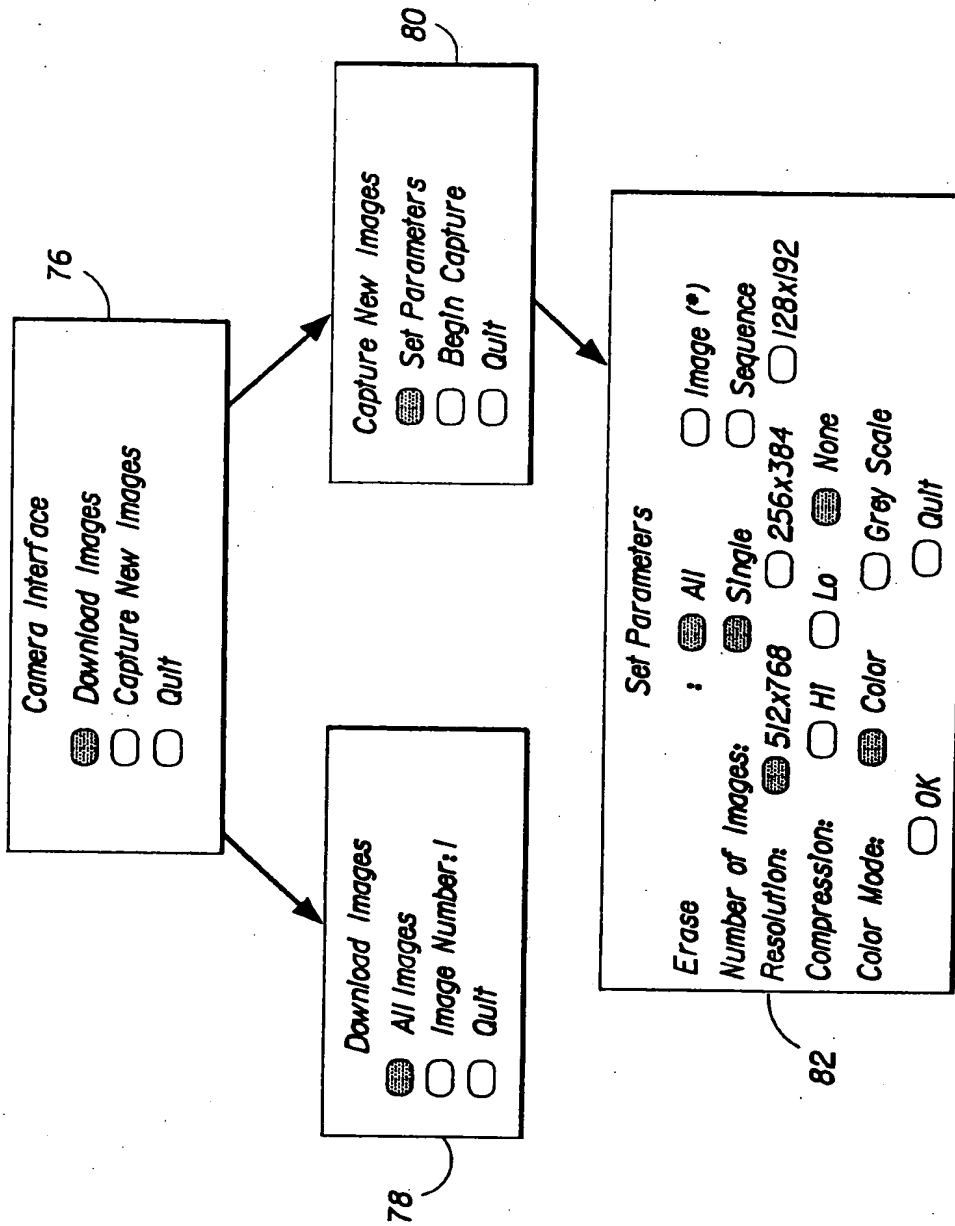 Camera Interface
Download Images
Capture New Images
Quit
76
Download Images
All Images
Image Number: 1
Quit
78
Capture New Images
Set Parameters
Begin Capture
Quit
80
Set Parameters
Erase : All Image (*)
Number of Images: Single Sequence
Resolution: 512x768 256x384 128x192
Compression: Hi Lo None
Color Mode: Color Grey Scale
OK Quit
82